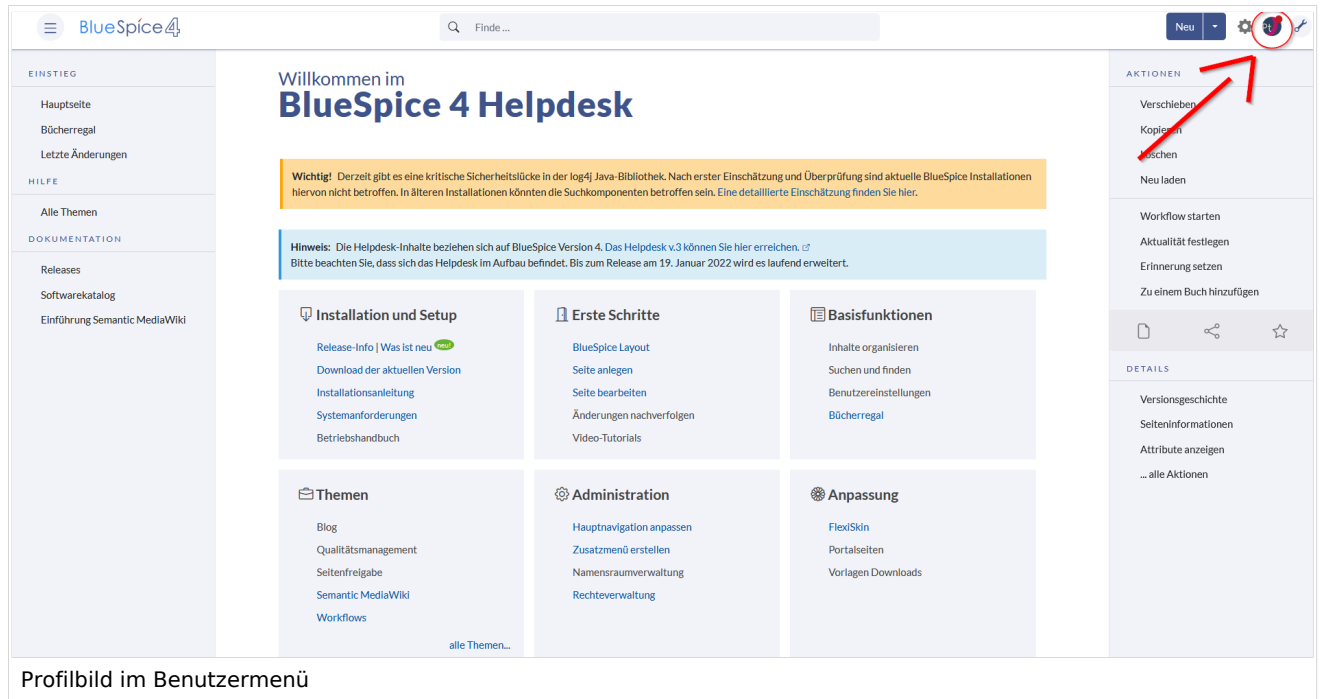 BlueSpice 4
Finde ...
Neu
Pt
EINSTIEG
Hauptseite
Bücherregal
Letzte Änderungen
HILFE
Alle Themen
DOKUMENTATION
Releases
Softwarekatalog
Einführung Semantic MediaWiki
Willkommen im
BlueSpice 4 Helpdesk
Wichtig! Derzeit gibt es eine kritische Sicherheitslücke in der log4j Java-Bibliothek. Nach erster Einschätzung und Überprüfung sind aktuelle BlueSpice Installationen
hiervon nicht betroffen. In älteren Installationen könnten die Suchkomponenten betroffen sein. Eine detaillierte Einschätzung finden Sie hier.
Hinweis: Die Helpdesk-Inhalte beziehen sich auf BlueSpice Version 4. Das Helpdesk v.3 können Sie hier erreichen.
Bitte beachten Sie, dass sich das Helpdesk im Aufbau befindet. Bis zum Release am 19. Januar 2022 wird es laufend erweitert.
Installation und Setup
Release-Info | Was ist neu neu!
Download der aktuellen Version
Installationsanleitung
Systemanforderungen
Betriebshandbuch
Erste Schritte
BlueSpice Layout
Seite anlegen
Seite bearbeiten
Änderungen nachverfolgen
Video-Tutorials
Basisfunktionen
Inhalte organisieren
Suchen und finden
Benutzereinstellungen
Bücherregal
Themen
Blog
Qualitätsmanagement
Seitenfreigabe
Semantic MediaWiki
Workflows
alle Themen...
Administration
Hauptnavigation anpassen
Zusatzmenü erstellen
Namensraumverwaltung
Rechteverwaltung
Anpassung
FlexiSkin
Portalseiten
Vorlagen Downloads
AKTIONEN
Verschieben
Kopieren
Löschen
Neu laden
Workflow starten
Aktualität festlegen
Erinnerung setzen
Zu einem Buch hinzufügen
DETAILS
Versionsgeschichte
Seiteninformationen
Attribute anzeigen
... alle Aktionen
Profilbild im Benutzermenü